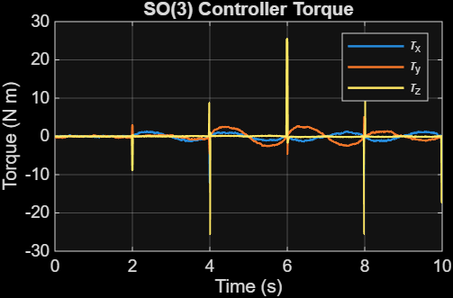 SO(3) Controller Torque
30
20
10
0
-10
-20
-30
Torque (N m)
τx
τy
τz
0 2 4 6 8 10
Time (s)